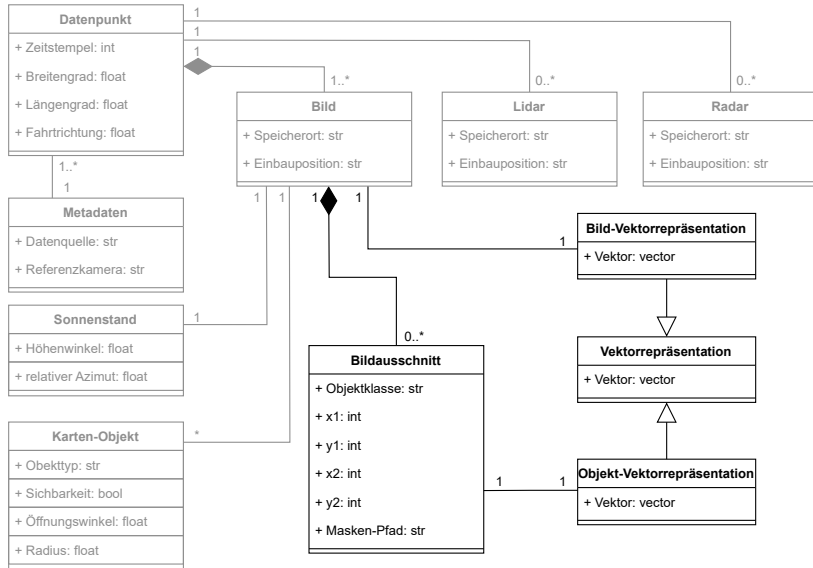 Datenpunkt
+ Zeitstempel: int
+ Breitengrad: float
+ Längengrad: float
+ Fahrtrichtung: float
1
1
1
1..*
0..*
0..*
Bild
+ Speicherort: str
+ Einbauposition: str
Lidar
+ Speicherort: str
+ Einbauposition: str
Radar
+ Speicherort: str
+ Einbauposition: str
1..*
1
Metadaten
+ Datenquelle: str
+ Referenzkamera: str
1
1
1
1
Bild-Vektorrepräsentation
+ Vektor: vector
1
Sonnenstand
+ Höhenwinkel: float
+ relativer Azimut: float
1
0..*
Bildausschnitt
+ Objektklasse: str
+ x1: int
+ y1: int
+ x2: int
+ y2: int
+ Masken-Pfad: str
Vektorrepräsentation
+ Vektor: vector
Karten-Objekt
+ Obekttyp: str
+ Sichbarkeit: bool
+ Öffnungswinkel: float
+ Radius: float
*
1
1
Objekt-Vektorrepräsentation
+ Vektor: vector